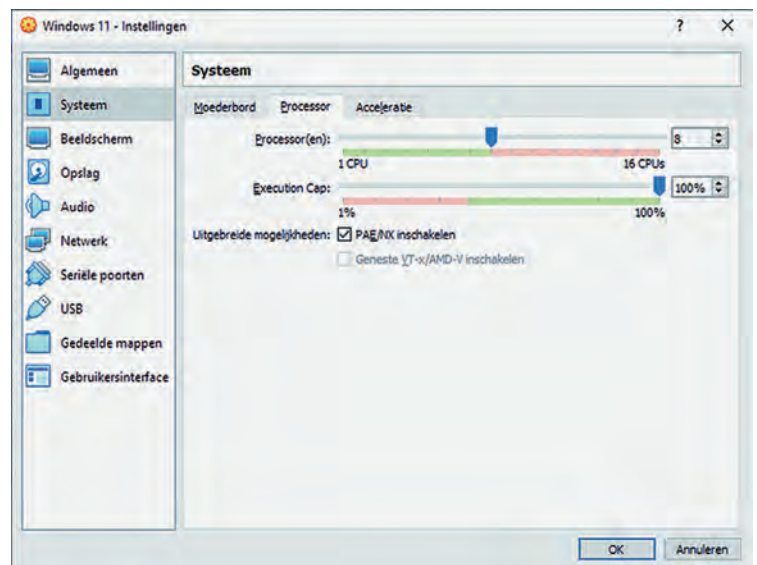 Windows 11 - Instellingen
? X
Algemeen
Systeem
Beeldscherm
Opslag
Audio
Netwerk
Seriële poorten
USB
Gedeelde mappen
Gebruikersinterface
Systeem
Moederbord Processor Acceleratie
Processor(en): 8
1 CPU 16 CPUs
Execution Cap: 100%
1% 100%
Uitgebreide mogelijkheden: PAE/NX inschakelen
Geneste VT-x/AMD-V inschakelen
OK Annuleren